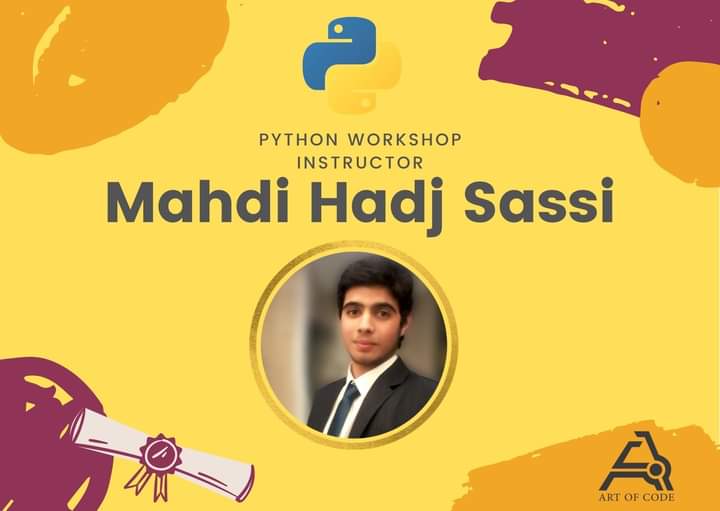 PYTHON WORKSHOP
INSTRUCTOR
Mahdi Hadj Sassi
ART OF CODE